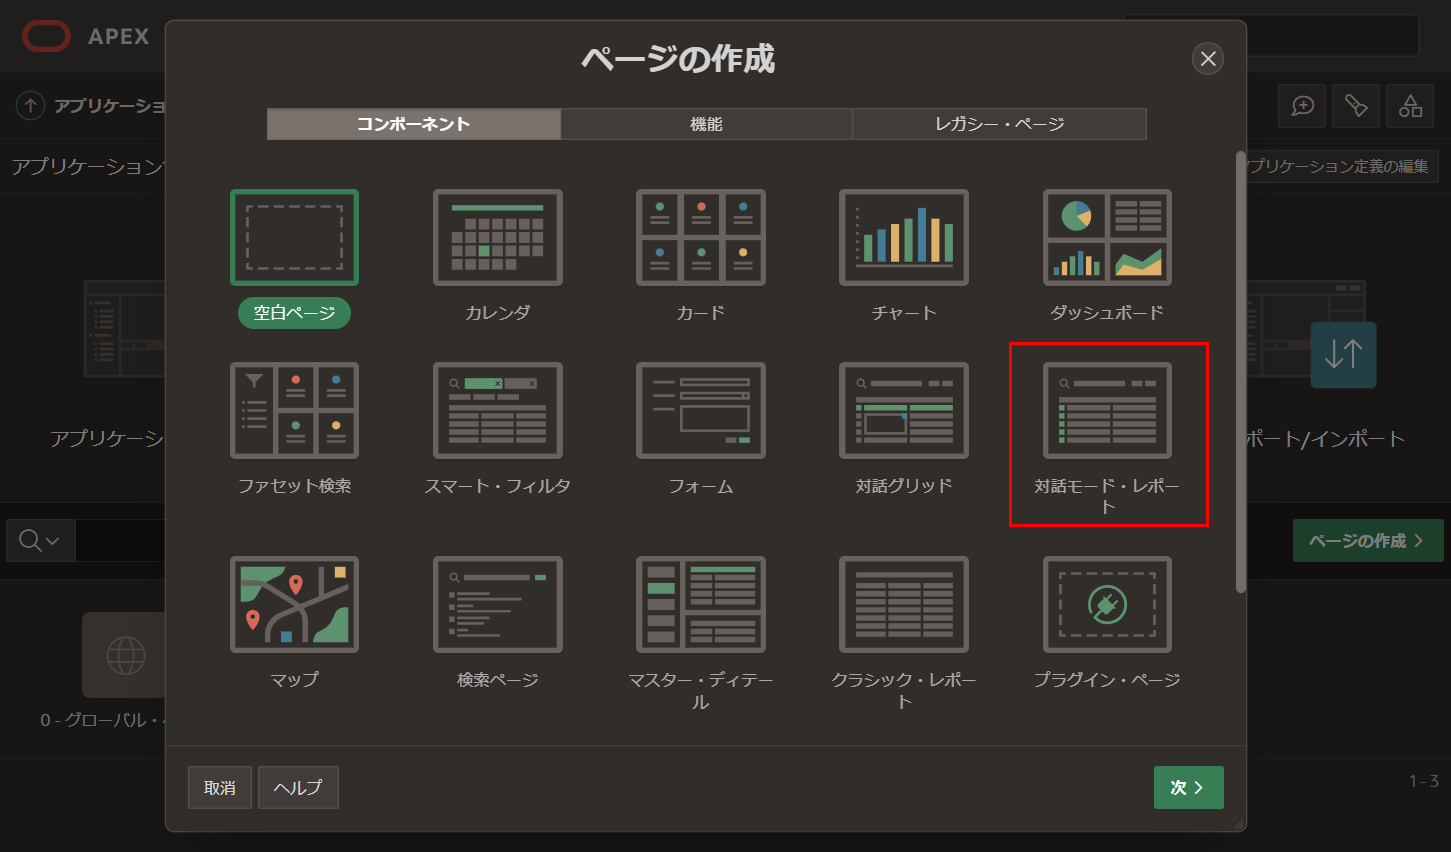 APEX
ページの作成
アプリケーショ
コンポーネント
機能
レガシー・ページ
アプリケーション
プリケーション定義の編集
空白ページ
カレンダ
カード
チャート
ダッシュボード
ファセット検索
スマート・フィルタ
フォーム
対話グリッド
対話モード・レポー
ト
アプリケーシ
ポート/インポート
ページの作成
マップ
検索ページ
マスター・ディテー
ル
クラシック・レポー
ト
プラグイン・ページ
0 - グローバル・
1 - 3
取消
ヘルプ
次